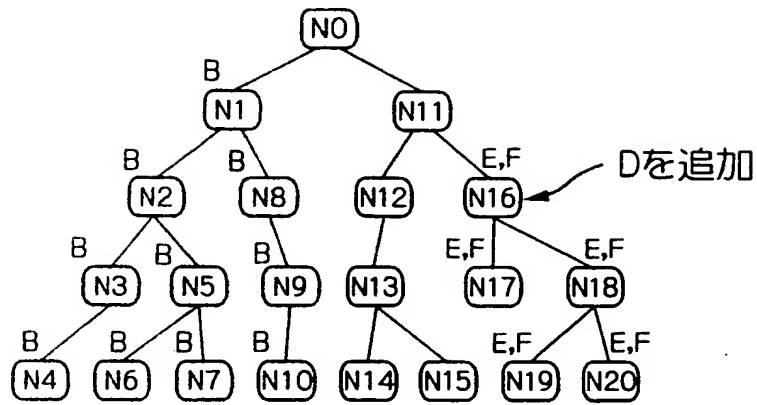 N0
B
N1 N11
B B E,F Dを追加
N2 N8 N12 N16
B B B E,F E,F
N3 N5 N9 N13 N17 N18
B B B B E,F E,F
N4 N6 N7 N10 N14 N15 N19 N20